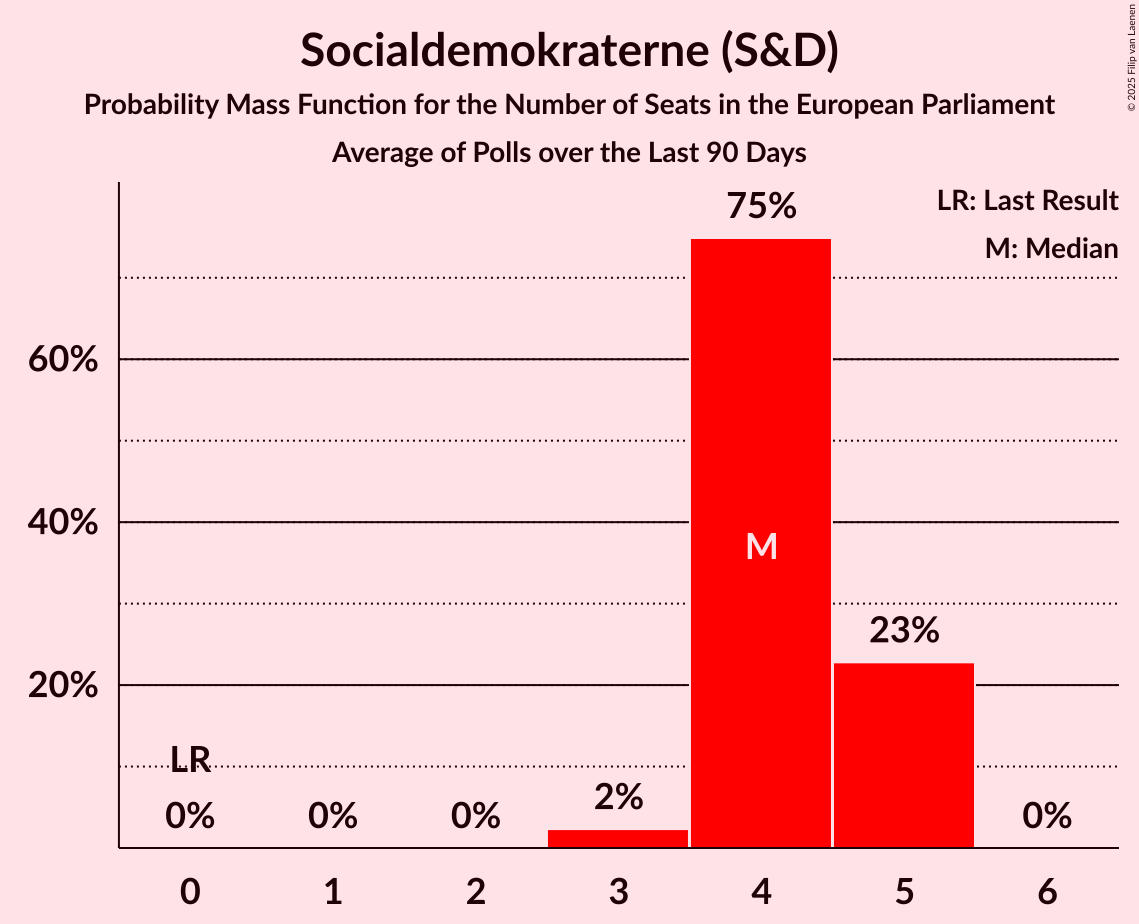 Socialdemokraterne (S&D)
Probability Mass Function for the Number of Seats in the European Parliament
Average of Polls over the Last 90 Days
© 2025 Filip van Laenen
LR: Last Result
M: Median
75%
60%
40%
M
23%
20%
LR
2%
0%
0%
0%
0%
0
1
2
3
4
5
6